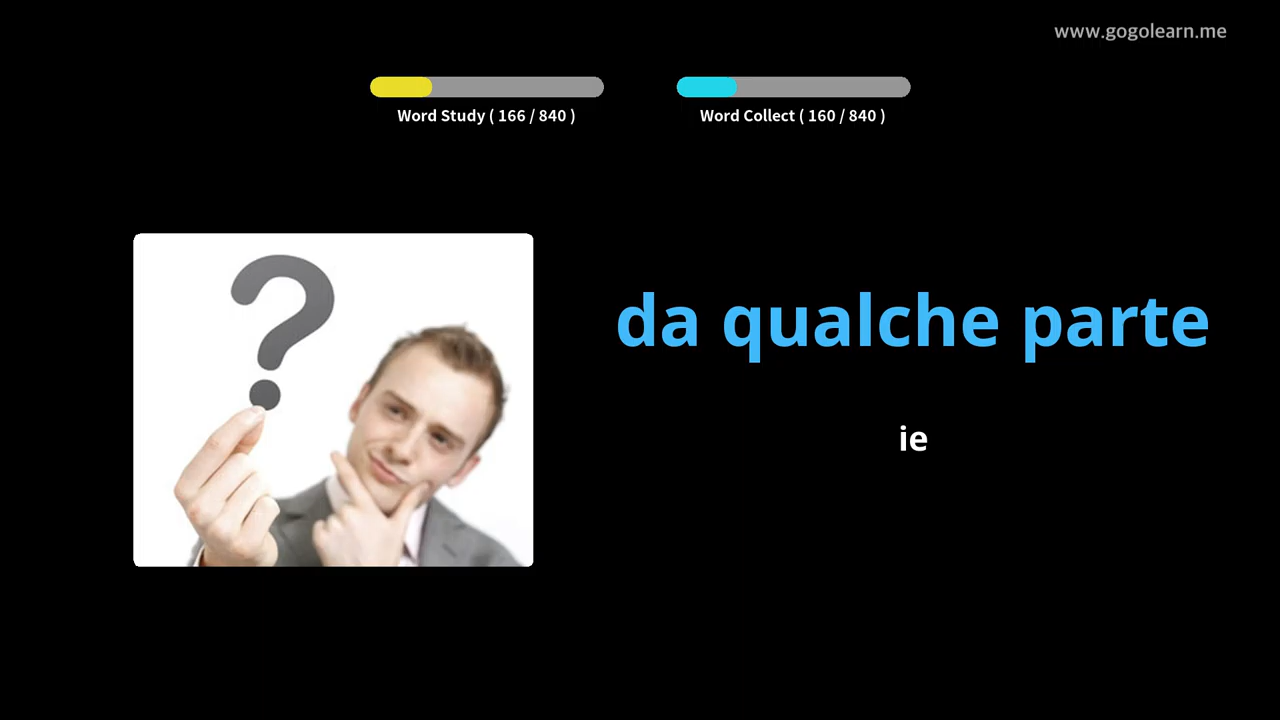 www.gogolearn.me
Word Study ( 166 / 840 )
Word Collect ( 160 / 840 )
da qualche parte
ie